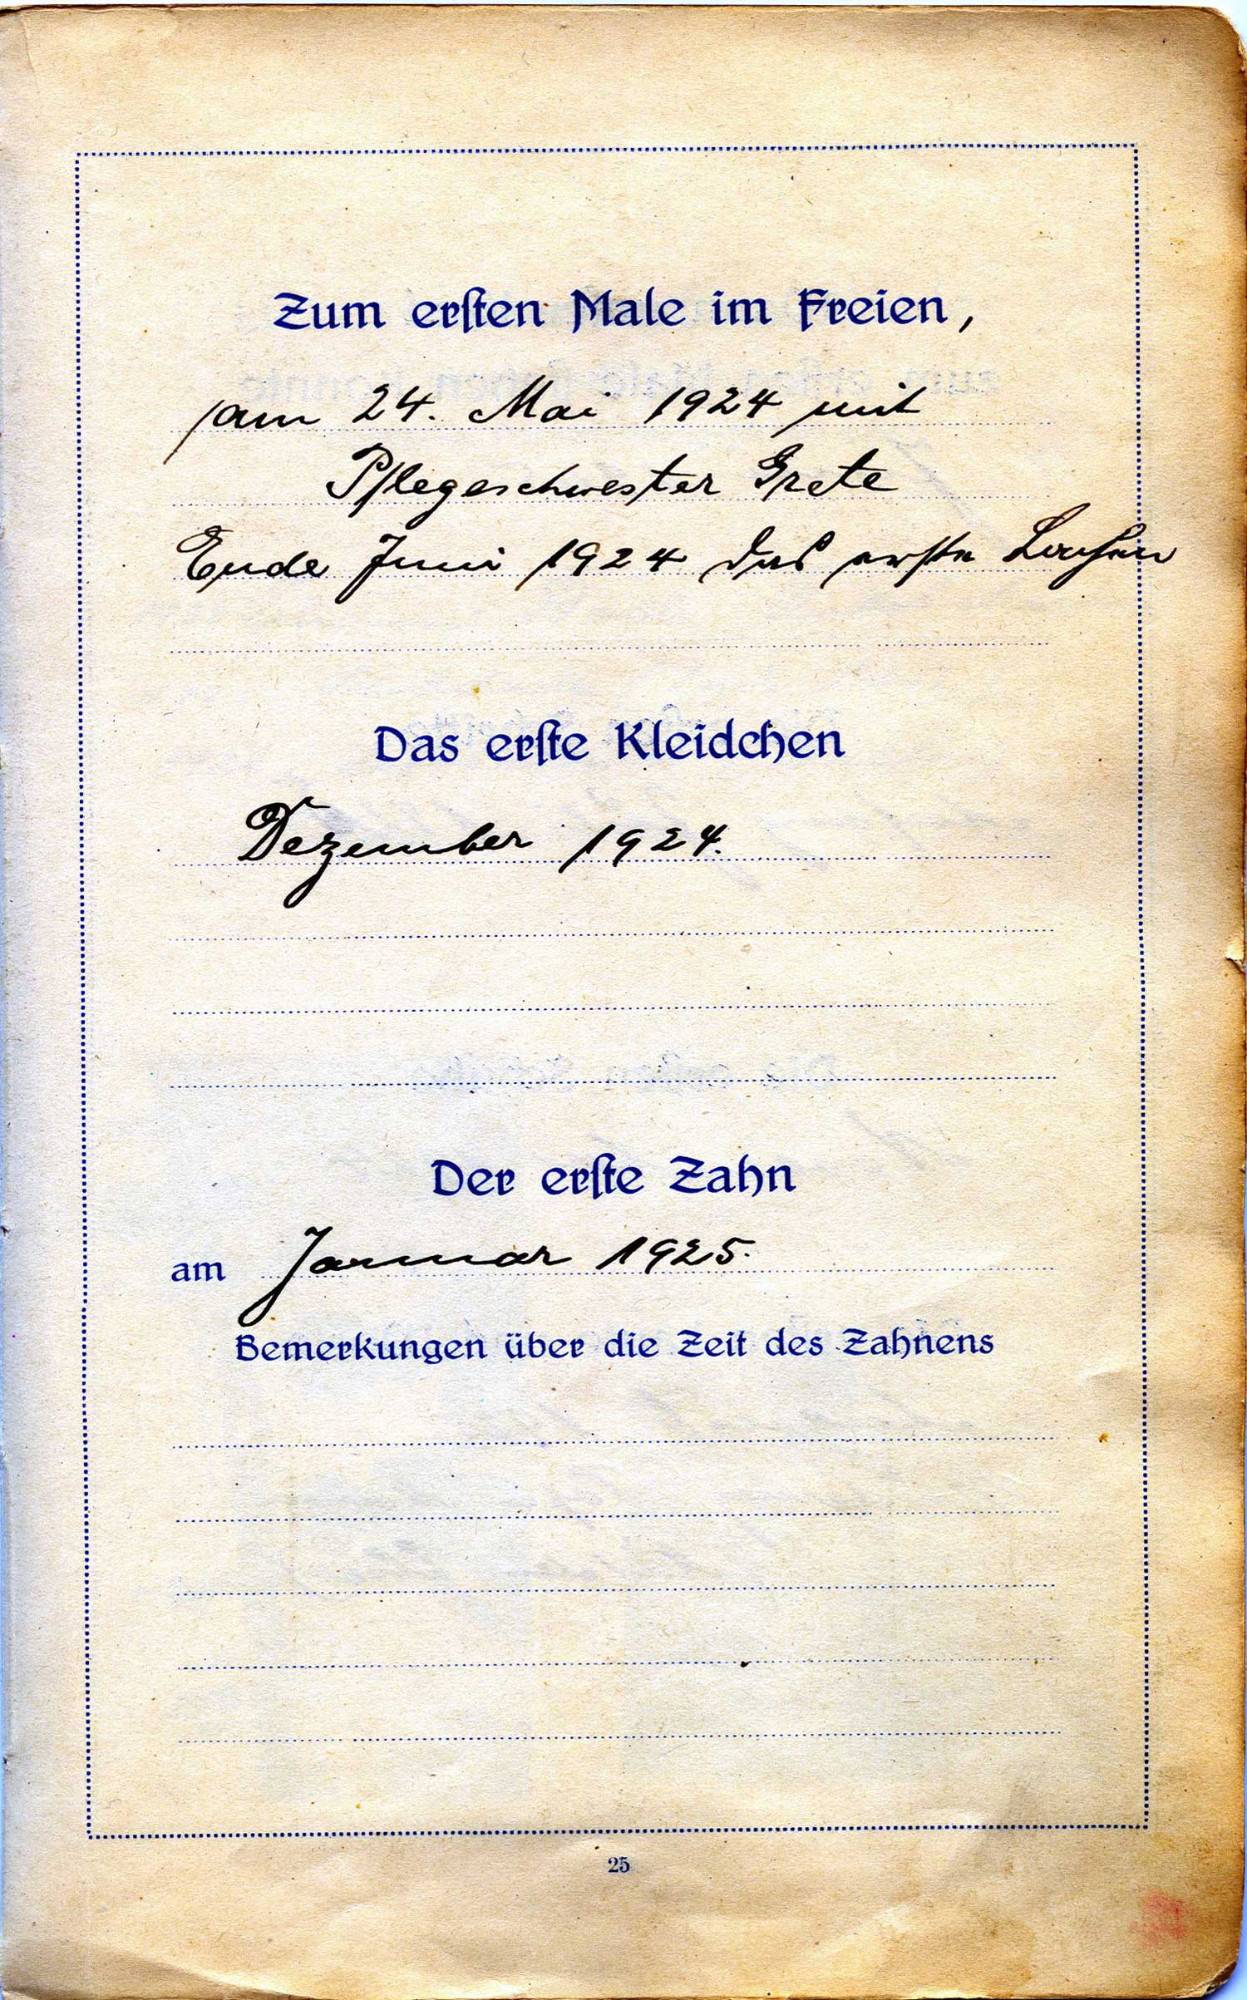 Zum ersten Male im Freien,
am 24. Mai 1924 mit
Pflegeschwester Grete
Ende Juni 1924 das erste Lachen
Das erste Kleidchen
Dezember 1924.
Der erste Zahn
am Januar 1925.
Bemerkungen über die Zeit des Zahnens
25